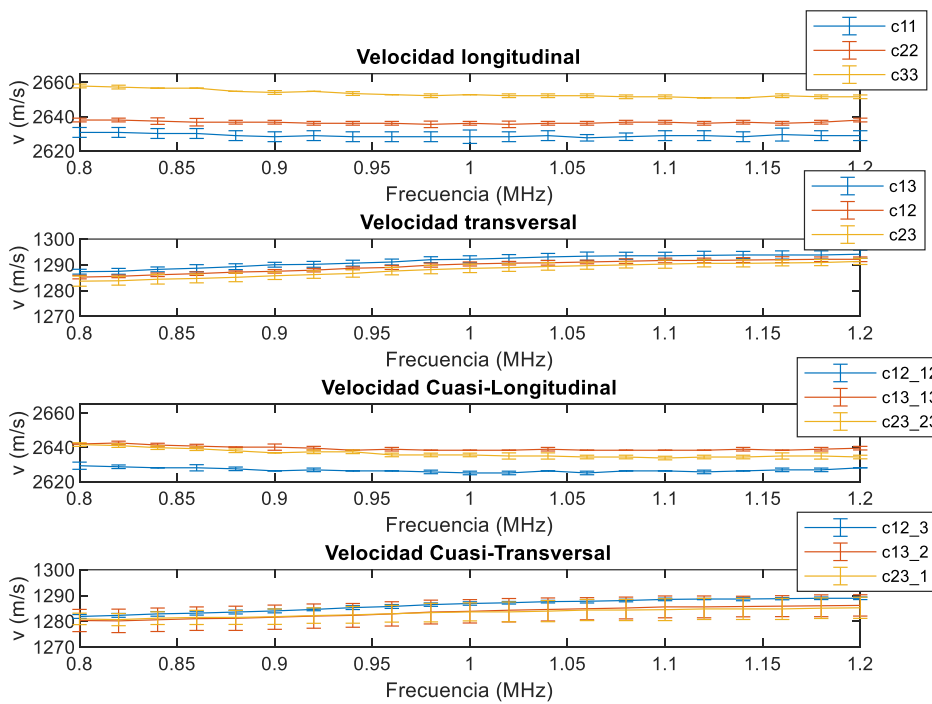 Velocidad longitudinal
c11
c22
c33
v (m/s)
2660
2640
2620
0.8 0.85 0.9 0.95 1 1.05 1.1 1.15 1.2
Frecuencia (MHz)
Velocidad transversal
c13
c12
c23
v (m/s)
1300
1290
1280
1270
0.8 0.85 0.9 0.95 1 1.05 1.1 1.15 1.2
Frecuencia (MHz)
Velocidad Cuasi-Longitudinal
c12_12
c13_13
c23_23
v (m/s)
2660
2640
2620
0.8 0.85 0.9 0.95 1 1.05 1.1 1.15 1.2
Frecuencia (MHz)
Velocidad Cuasi-Transversal
c12_3
c13_2
c23_1
v (m/s)
1300
1290
1280
1270
0.8 0.85 0.9 0.95 1 1.05 1.1 1.15 1.2
Frecuencia (MHz)